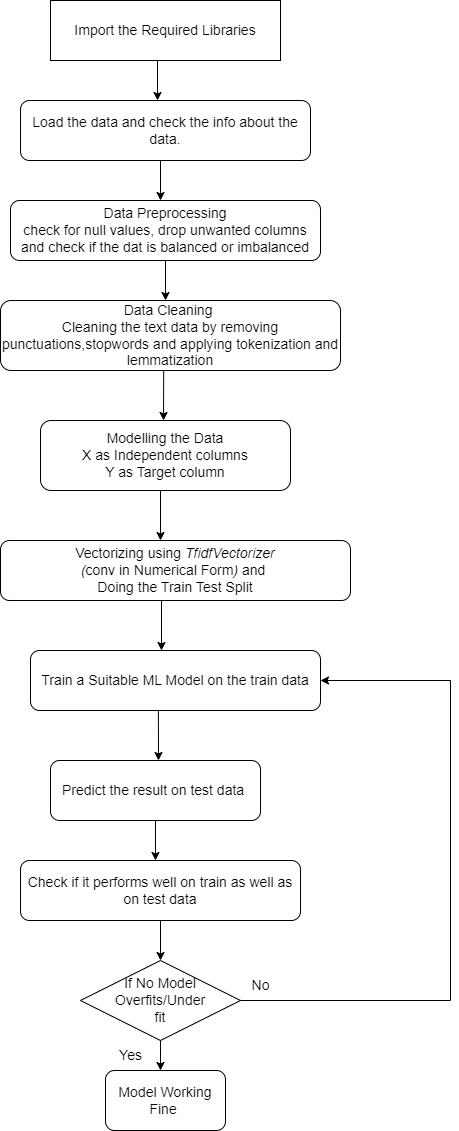 Import the Required Libraries
Load the data and check the info about the
data.
Data Preprocessing
check for null values, drop unwanted columns
and check if the dat is balanced or imbalanced
Data Cleaning
Cleaning the text data by removing
punctuations,stopwords and applying tokenization and
lemmatization
Modelling the Data
X as Independent columns
Y as Target column
Vectorizing using TfidfVectorizer
(conv in Numerical Form) and
Doing the Train Test Split
Train a Suitable ML Model on the train data
Predict the result on test data
Check if it performs well on train as well as
on test data
If No Model
Overfits/Under
fit
No
Yes
Model Working
Fine